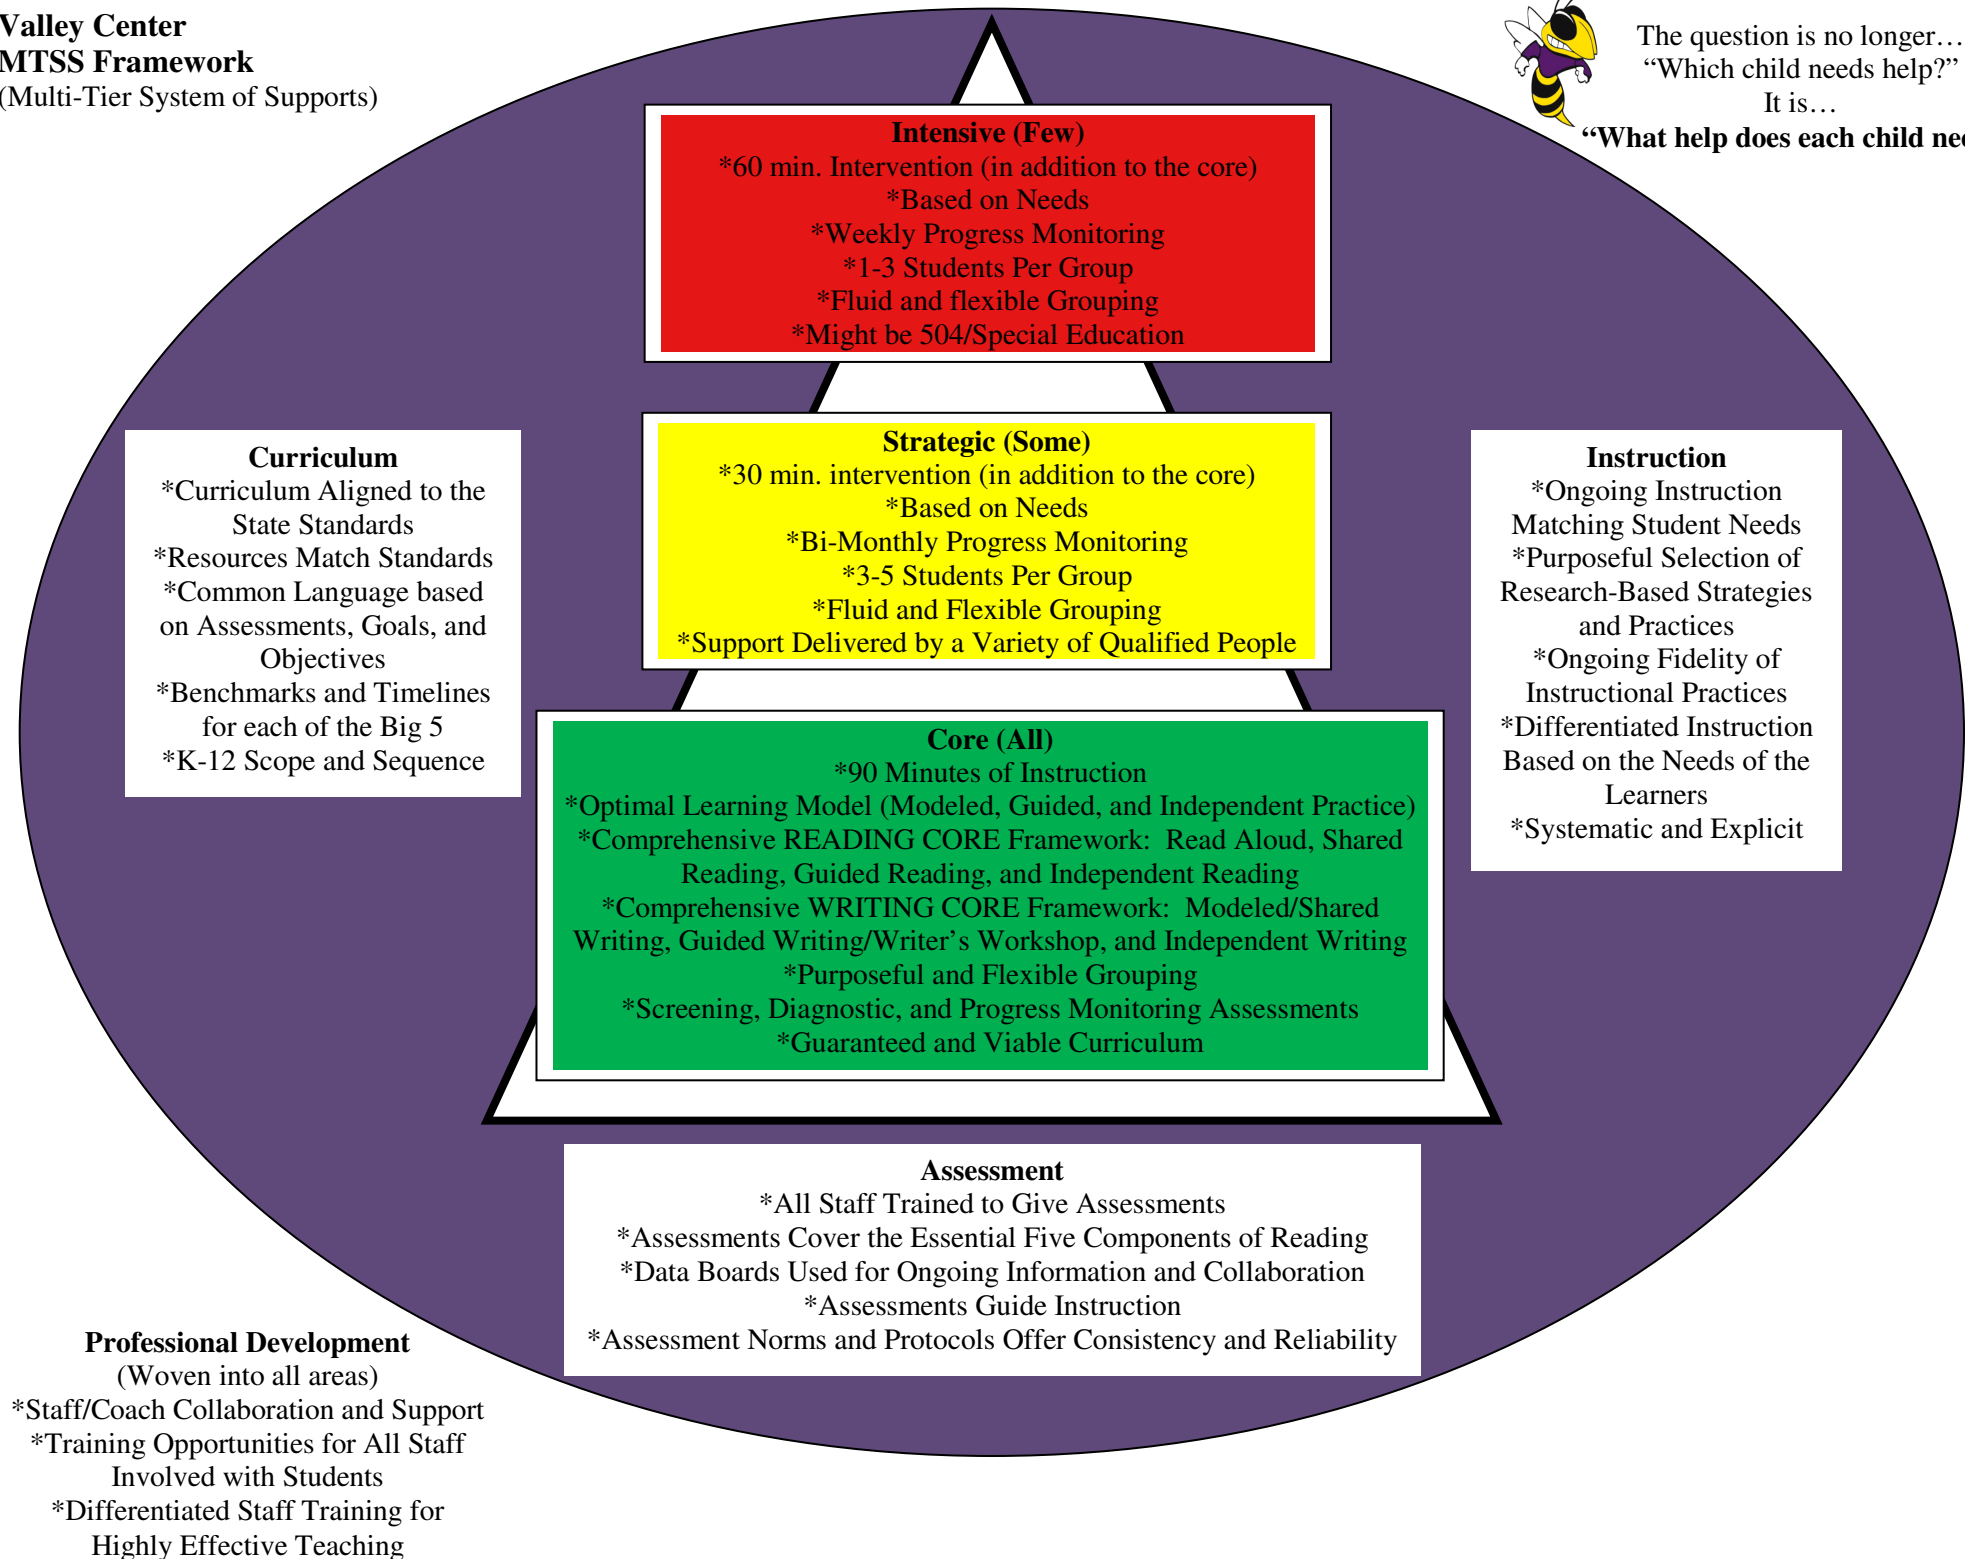 Valley Center
MTSS Framework
(Multi-Tier System of Supports)
The question is no longer…
“Which child needs help?”
It is…
“What help does each child
Intensive (Few)
*60 min. Intervention (in addition to the core)
*Based on Needs
*Weekly Progress Monitoring
*1-3 Students Per Group
*Fluid and flexible Grouping
*Might be 504/Special Education
Strategic (Some)
*30 min. intervention (in addition to the core)
*Based on Needs
*Bi-Monthly Progress Monitoring
*3-5 Students Per Group
*Fluid and Flexible Grouping
*Support Delivered by a Variety of Qualified People
Curriculum
*Curriculum Aligned to the
State Standards
*Resources Match Standards
*Common Language based
on Assessments, Goals, and
Objectives
*Benchmarks and Timelines
for each of the Big 5
*K-12 Scope and Sequence
Instruction
*Ongoing Instruction
Matching Student Needs
*Purposeful Selection of
Research-Based Strategies
and Practices
*Ongoing Fidelity of
Instructional Practices
*Differentiated Instruction
Based on the Needs of the
Learners
*Systematic and Explicit
Core (All)
*90 Minutes of Instruction
*Optimal Learning Model (Modeled, Guided, and Independent Practice)
*Comprehensive READING CORE Framework:  Read Aloud, Shared
Reading, Guided Reading, and Independent Reading
*Comprehensive WRITING CORE Framework:  Modeled/Shared
Writing, Guided Writing/Writer’s Workshop, and Independent Writing
*Purposeful and Flexible Grouping
*Screening, Diagnostic, and Progress Monitoring Assessments
*Guaranteed and Viable Curriculum
Assessment
*All Staff Trained to Give Assessments
*Assessments Cover the Essential Five Components of Reading
*Data Boards Used for Ongoing Information and Collaboration
*Assessments Guide Instruction
*Assessment Norms and Protocols Offer Consistency and Reliability
Professional Development
(Woven into all areas)
*Staff/Coach Collaboration and Support
*Training Opportunities for All Staff
Involved with Students
*Differentiated Staff Training for
Highly Effective Teaching